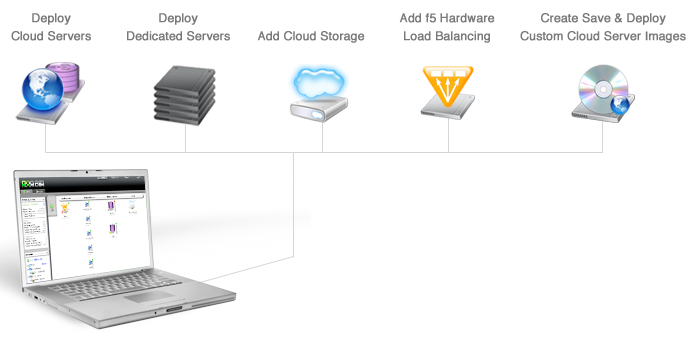 Deploy
Cloud Servers
Deploy
Dedicated Servers
Add Cloud Storage
Add f5 Hardware
Load Balancing
Create Save & Deploy
Custom Cloud Server Images